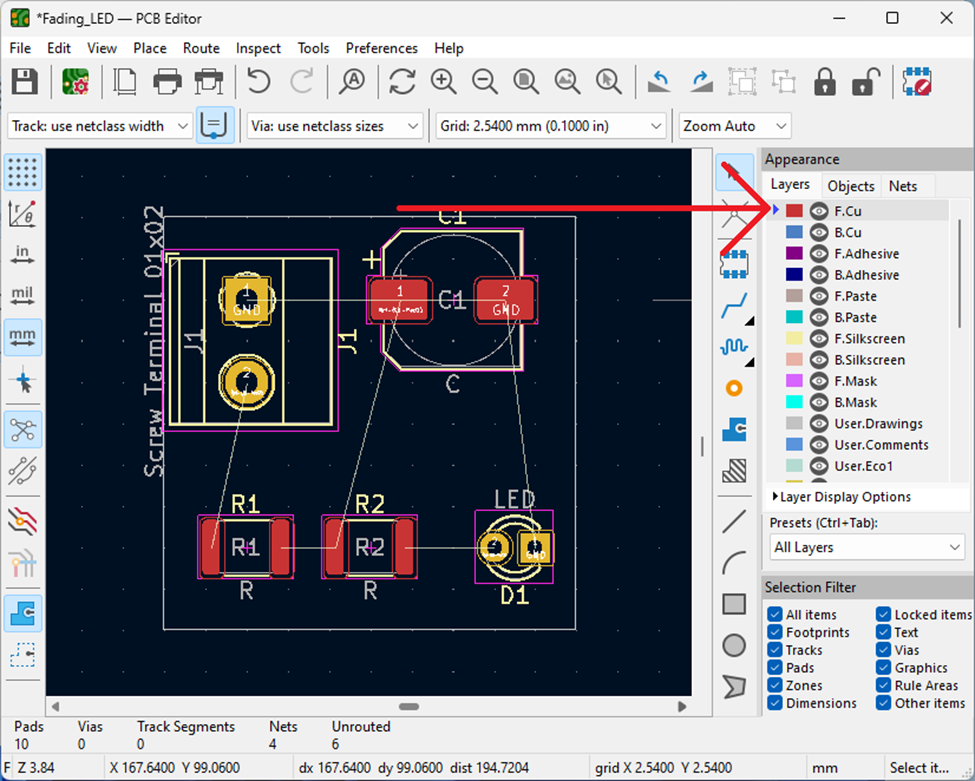 *Fading_LED — PCB Editor
File Edit View Place Route Inspect Tools Preferences Help
Track: use netclass width Via: use netclass sizes Grid: 2.5400 mm (0.1000 in) Zoom Auto
in
mil
mm
Screw_Terminal_01x02
J1
J1
1
GND
2
C1
+
1
C1
2
GND
C
R1
R1
R
R2
R2
R
LED
2
GND
D1
Appearance
Layers Objects Nets
F.Cu
B.Cu
F.Adhesive
B.Adhesive
F.Paste
B.Paste
F.Silkscreen
B.Silkscreen
F.Mask
B.Mask
User.Drawings
User.Comments
User.Eco1
Layer Display Options
Presets (Ctrl+Tab):
All Layers
Selection Filter
All items Locked items
Footprints Text
Tracks Vias
Pads Graphics
Zones Rule Areas
Dimensions Other items
Pads Vias Track Segments Nets Unrouted
10 0 0 4 6
F Z 3.84 X 167.6400 Y 99.0600 dx 167.6400 dy 99.0600 dist 194.7204 grid X 2.5400 Y 2.5400 mm Select it...